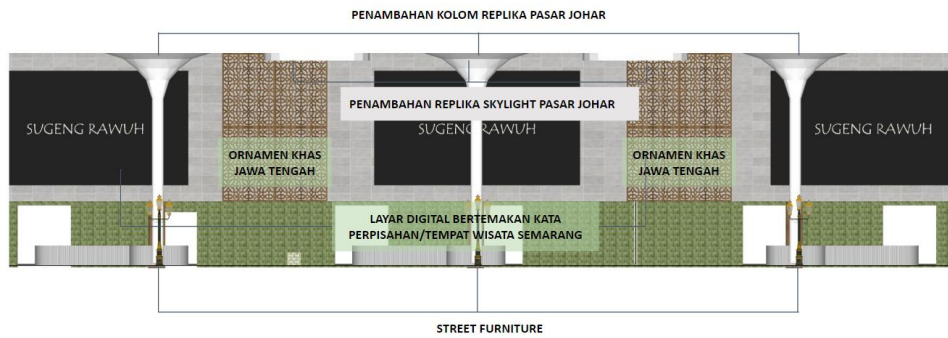 PENAMBAHAN KOLOM REPLIKA PASAR JOHAR
PENAMBAHAN REPLIKA SKYLIGHT PASAR JOHAR
SUGENG RAWUH
SUGENG RAWUH
SUGENG RAWUH
ORNAMEN KHAS
JAWA TENGAH
ORNAMEN KHAS
JAWA TENGAH
LAYAR DIGITAL BERTEMAKAN KATA
PERPISAHAN/TEMPAT WISATA SEMARANG
STREET FURNITURE